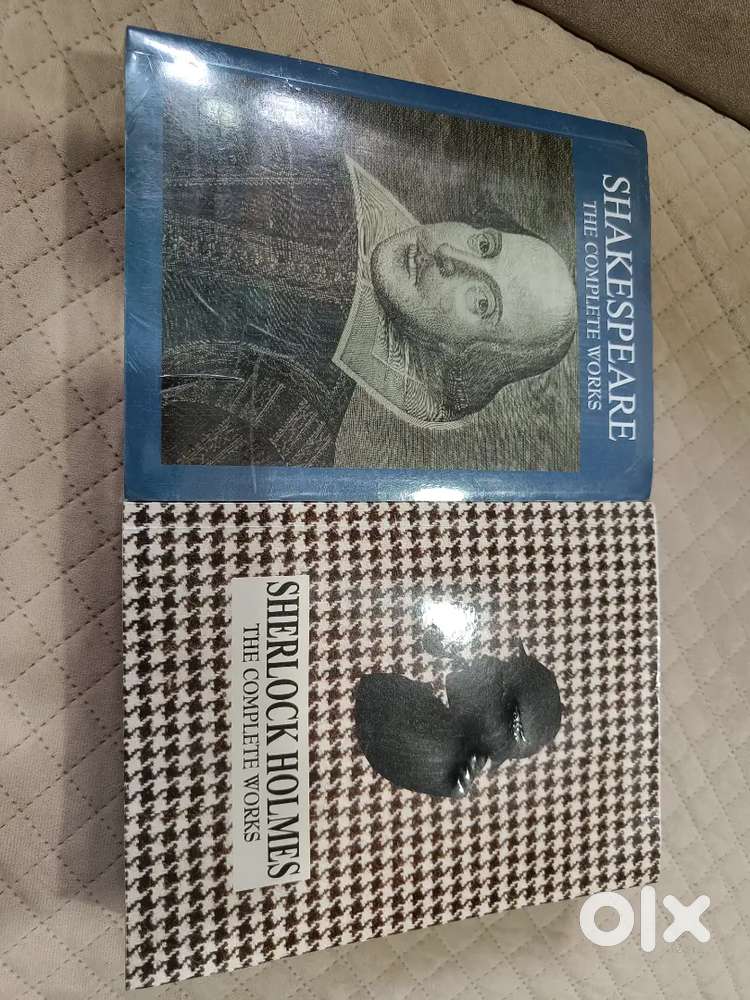 SHAKESPEARE
THE COMPLETE WORKS
SHERLOCK HOLMES
THE COMPLETE WORKS
olx